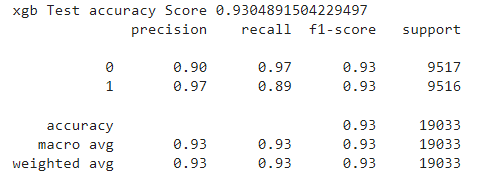 xgb Test accuracy Score 0.9304891504229497
precision recall f1-score support
0 0.90 0.97 0.93 9517
1 0.97 0.89 0.93 9516
accuracy 0.93 19033
macro avg 0.93 0.93 0.93 19033
weighted avg 0.93 0.93 0.93 19033